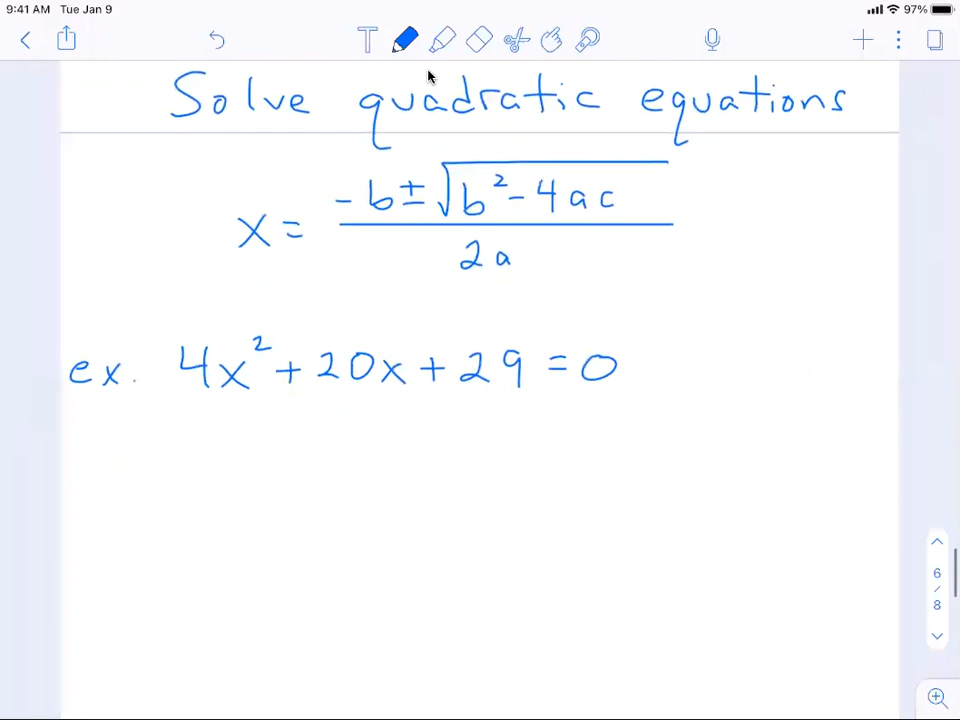 9:41 AM Tue Jan 9 97%
T
Solve quadratic equations
x = -b ± √b² - 4ac / 2a
ex. 4x² + 20x + 29 = 0
6
/
8